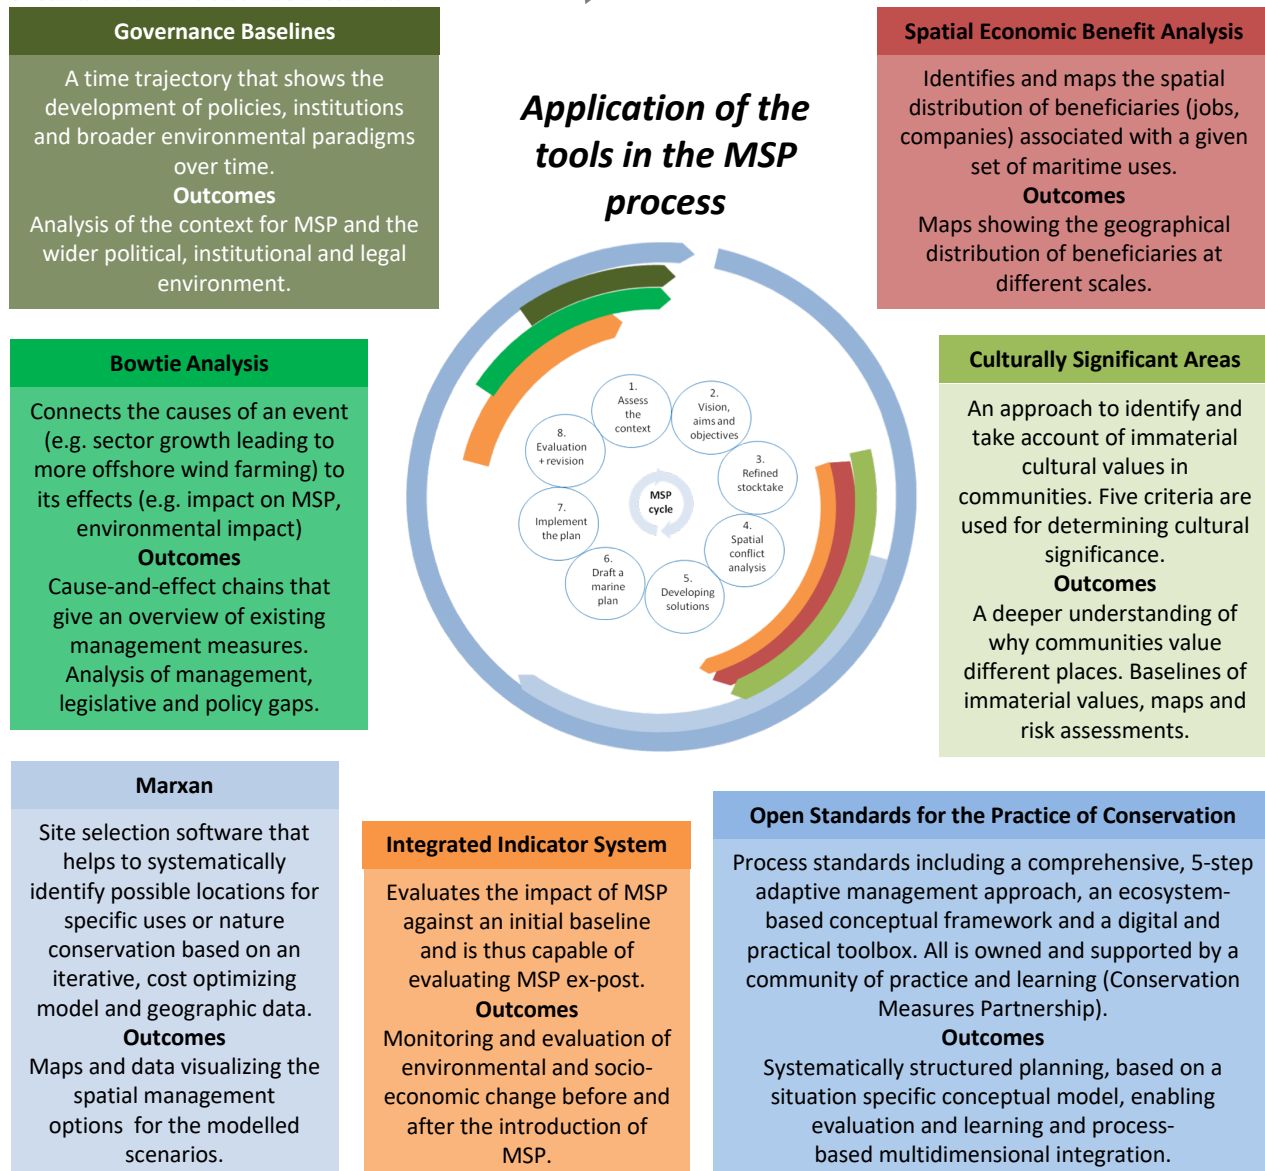 Governance Baselines
A time trajectory that shows the
development of policies, institutions
and broader environmental paradigms
over time.
Outcomes
Analysis of the context for MSP and the
wider political, institutional and legal
environment.
Application of the
tools in the MSP
process
Spatial Economic Benefit Analysis
Identifies and maps the spatial
distribution of beneficiaries (jobs,
companies) associated with a given
set of maritime uses.
Outcomes
Maps showing the geographical
distribution of beneficiaries at
different scales.
Bowtie Analysis
Connects the causes of an event
(e.g. sector growth leading to
more offshore wind farming) to
its effects (e.g. impact on MSP,
environmental impact)
Outcomes
Cause-and-effect chains that
give an overview of existing
management measures.
Analysis of management,
legislative and policy gaps.
1.
Assess
the
context
2.
Vision,
aims and
objectives
3.
Refined
stocktake
4.
Spatial
conflict
analysis
5.
Developing
solutions
6.
Draft a
marine
plan
7.
Implement
the plan
8.
Evaluation
+ revision
MSP
cycle
Culturally Significant Areas
An approach to identify and
take account of immaterial
cultural values in
communities. Five criteria are
used for determining cultural
significance.
Outcomes
A deeper understanding of
why communities value
different places. Baselines of
immaterial values, maps and
risk assessments.
Marxan
Site selection software that
helps to systematically
identify possible locations for
specific uses or nature
conservation based on an
iterative, cost optimizing
model and geographic data.
Outcomes
Maps and data visualizing the
spatial management
options for the modelled
scenarios.
Integrated Indicator System
Evaluates the impact of MSP
against an initial baseline
and is thus capable of
evaluating MSP ex-post.
Outcomes
Monitoring and evaluation of
environmental and socio-
economic change before and
after the introduction of
MSP.
Open Standards for the Practice of Conservation
Process standards including a comprehensive, 5-step
adaptive management approach, an ecosystem-
based conceptual framework and a digital and
practical toolbox. All is owned and supported by a
community of practice and learning (Conservation
Measures Partnership).
Outcomes
Systematically structured planning, based on a
situation specific conceptual model, enabling
evaluation and learning and process-
based multidimensional integration.